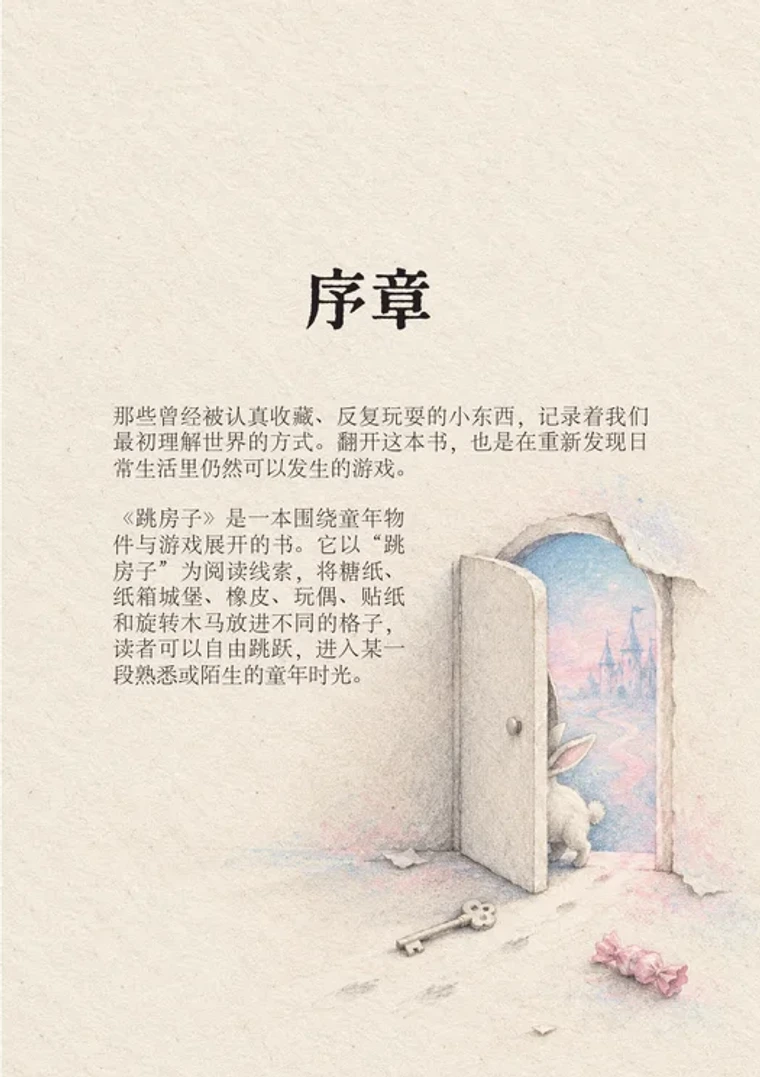 序章
那些曾经被认真收藏、反复玩耍的小东西，记录着我们
最初理解世界的方式。翻开这本书，也是在重新发现日
常生活里仍然可以发生的游戏。
《跳房子》是一本围绕童年物
件与游戏展开的书。它以“跳
房子”为阅读线索，将糖纸、
纸箱城堡、橡皮、玩偶、贴纸
和旋转木马放进不同的格子，
读者可以自由跳跃，进入某一
段熟悉或陌生的童年时光。